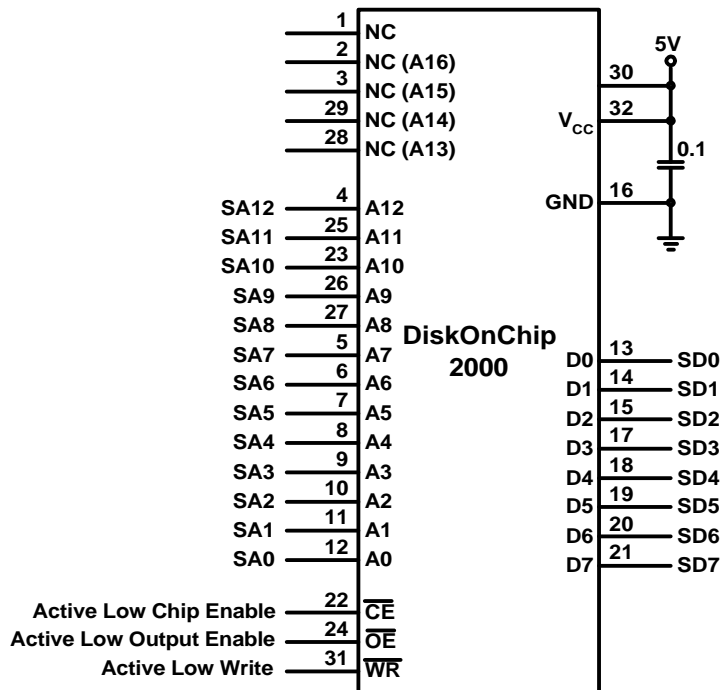 1 NC
2 NC (A16)
3 NC (A15)
29 NC (A14)
28 NC (A13)
SA12 4 A12
SA11 25 A11
SA10 23 A10
SA9 26 A9
SA8 27 A8
SA7 5 A7
SA6 6 A6
SA5 7 A5
SA4 8 A4
SA3 9 A3
SA2 10 A2
SA1 11 A1
SA0 12 A0
Active Low Chip Enable 22 CE
Active Low Output Enable 24 OE
Active Low Write 31 WR
DiskOnChip
2000
5V
30
VCC 32
0.1
GND 16
D0 13 SD0
D1 14 SD1
D2 15 SD2
D3 17 SD3
D4 18 SD4
D5 19 SD5
D6 20 SD6
D7 21 SD7